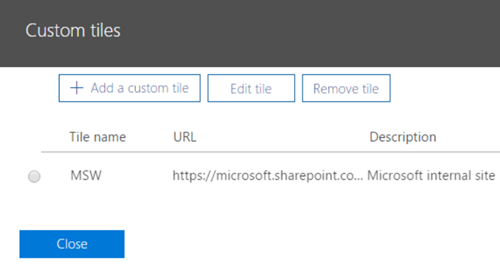 Custom tiles
+ Add a custom tile Edit tile Remove tile
Tile name URL Description
MSW https://microsoft.sharepoint.co... Microsoft internal site
Close